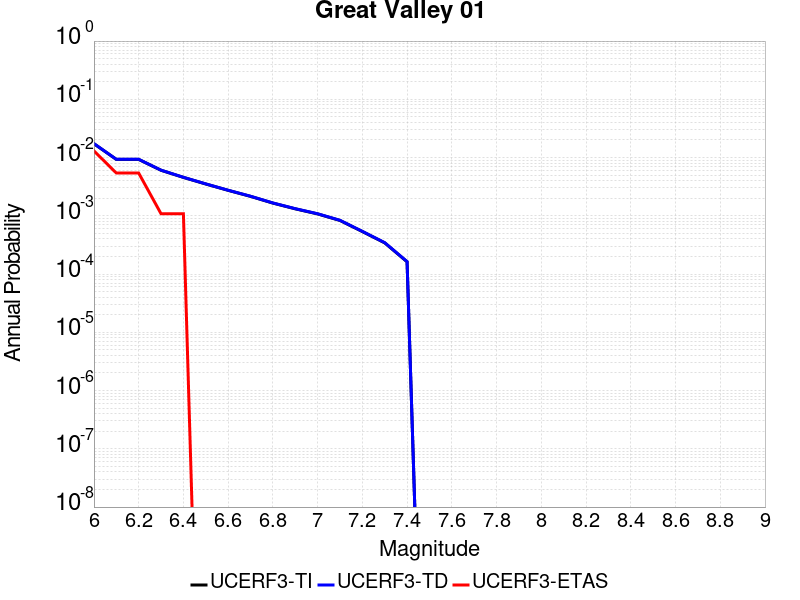 Great Valley 01
Annual Probability
10^0
10^-1
10^-2
10^-3
10^-4
10^-5
10^-6
10^-7
10^-8
6 6.2 6.4 6.6 6.8 7 7.2 7.4 7.6 7.8 8 8.2 8.4 8.6 8.8 9
Magnitude
UCERF3-TI UCERF3-TD UCERF3-ETAS